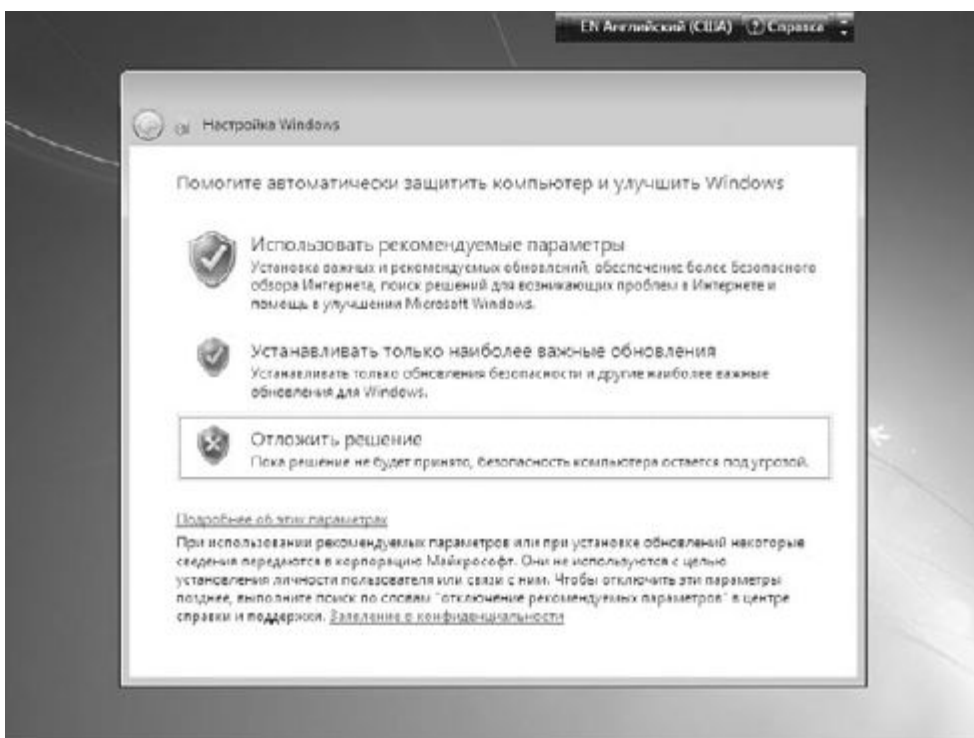 EN Английский (США) Справка
Настройка Windows
Помогите автоматически защитить компьютер и улучшить Windows
Использовать рекомендуемые параметры
Установка важных и рекомендуемых обновлений, обеспечение более безопасного
обзора Интернета, поиск решений для возникающих проблем в Интернете и
помощь в улучшении Microsoft Windows.
Устанавливать только наиболее важные обновления
Устанавливать только обновления безопасности и другие наиболее важные
обновления для Windows.
Отложить решение
Пока решение не будет принято, безопасность компьютера остается под угрозой.
Подробнее об этих параметрах
При использовании рекомендуемых параметров или при установке обновлений некоторые
сведения передаются в корпорацию Майкрософт. Они не используются с целью
установления личности пользователя или связи с ним. Чтобы отключить эти параметры
позднее, выполните поиск по словам "отключение рекомендуемых параметров" в центре
справки и поддержки. Заявление о конфиденциальности